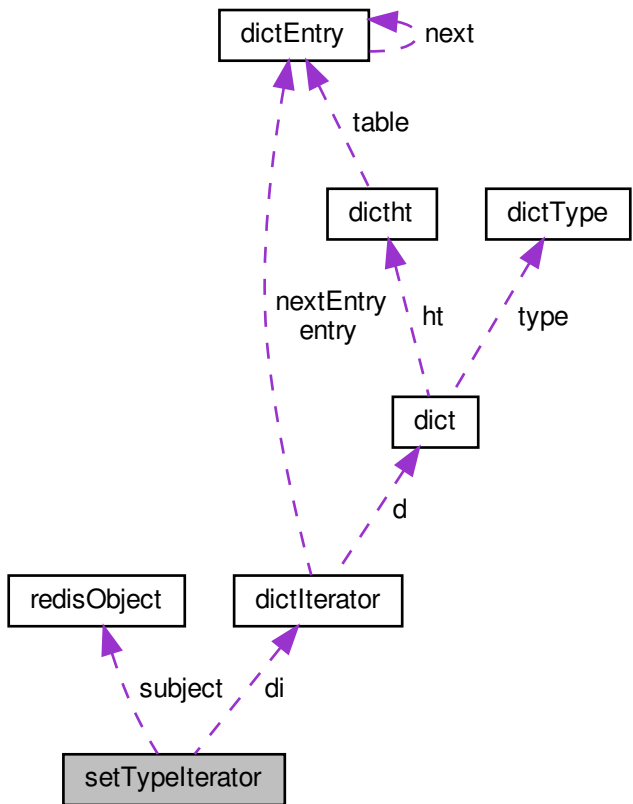 dictEntry
next
table
dictht
dictType
nextEntry
entry
ht
type
dict
d
redisObject
dictIterator
subject
di
setTypeIterator